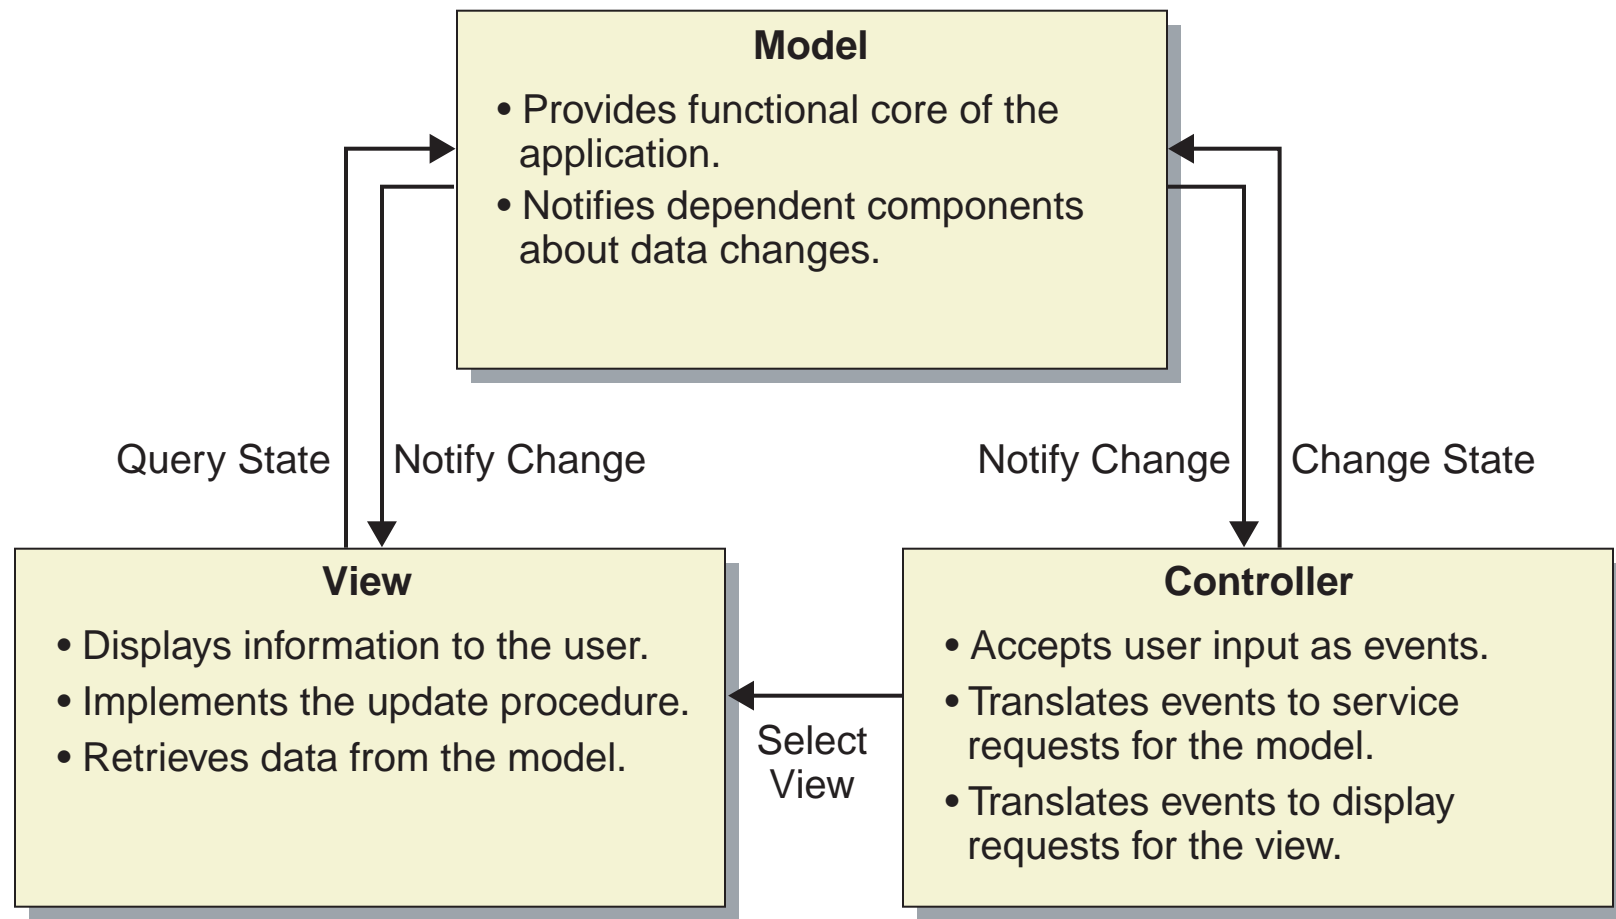 Model
• Provides functional core of the
application.
• Notifies dependent components
about data changes.
Query State
Notify Change
Notify Change
Change State
View
• Displays information to the user.
• Implements the update procedure.
• Retrieves data from the model.
Select
View
Controller
• Accepts user input as events.
• Translates events to service
requests for the model.
• Translates events to display
requests for the view.